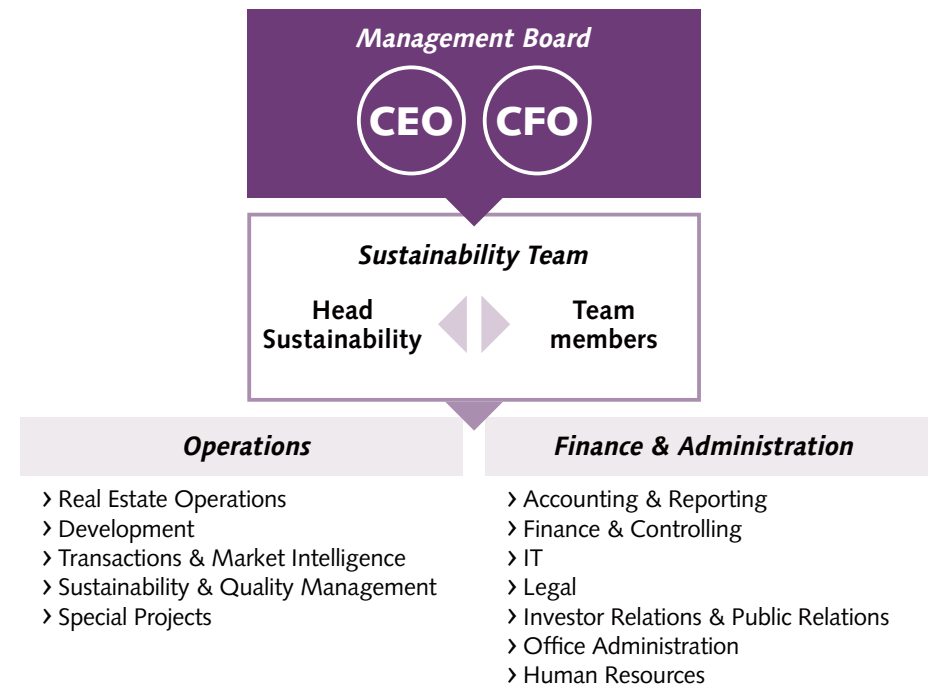 Management Board
CEO
CFO
Sustainability Team
Head
Sustainability
Team
members
Operations
› Real Estate Operations
› Development
› Transactions & Market Intelligence
› Sustainability & Quality Management
› Special Projects
Finance & Administration
› Accounting & Reporting
› Finance & Controlling
› IT
› Legal
› Investor Relations & Public Relations
› Office Administration
› Human Resources